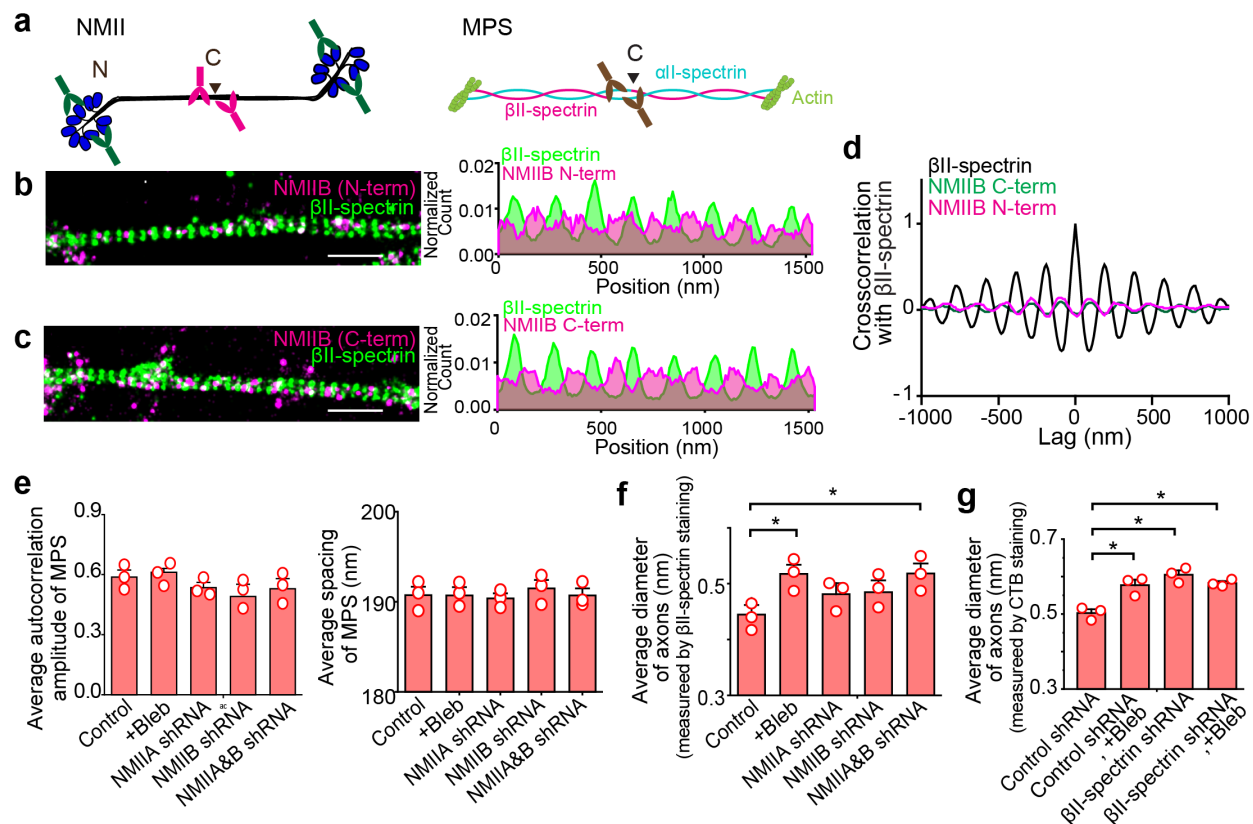 a
NMII
MPS
N
C
C
αII-spectrin
βII-spectrin
Actin
b
NMIIB (N-term)
βII-spectrin
Normalized
Count
0.02
0.01
0.00
βII-spectrin
NMIIB N-term
0
500
1000
1500
Position (nm)
c
NMIIB (C-term)
βII-spectrin
Normalized
Count
0.02
0.01
0.00
βII-spectrin
NMIIB C-term
0
500
1000
1500
Position (nm)
d
βII-spectrin
NMIIB C-term
NMIIB N-term
Crosscorrelation
with βII-spectrin
1
0
-1
-1000
-500
0
500
1000
Lag (nm)
e
Average autocorrelation
amplitude of MPS
0.9
0.6
0.3
0.0
Control
+Bleb
NMIIA shRNA
ac
NMIIB shRNA
NMIIA&B shRNA
Average spacing
of MPS (nm)
200
190
180
Control
+Bleb
NMIIA shRNA
NMIIB shRNA
NMIIA&B shRNA
f
Average diameter
of axons (nm)
(measured by βII-spectrin staining)
0.5
0.3
*
*
Control
+Bleb
NMIIA shRNA
NMIIB shRNA
NMIIA&B shRNA
g
Average diameter
of axons (nm)
(measureed by CTB staining)
0.7
0.5
0.3
*
*
*
Control shRNA
Control shRNA
,+Bleb
βII-spectrin shRNA
βII-spectrin shRNA
,+Bleb